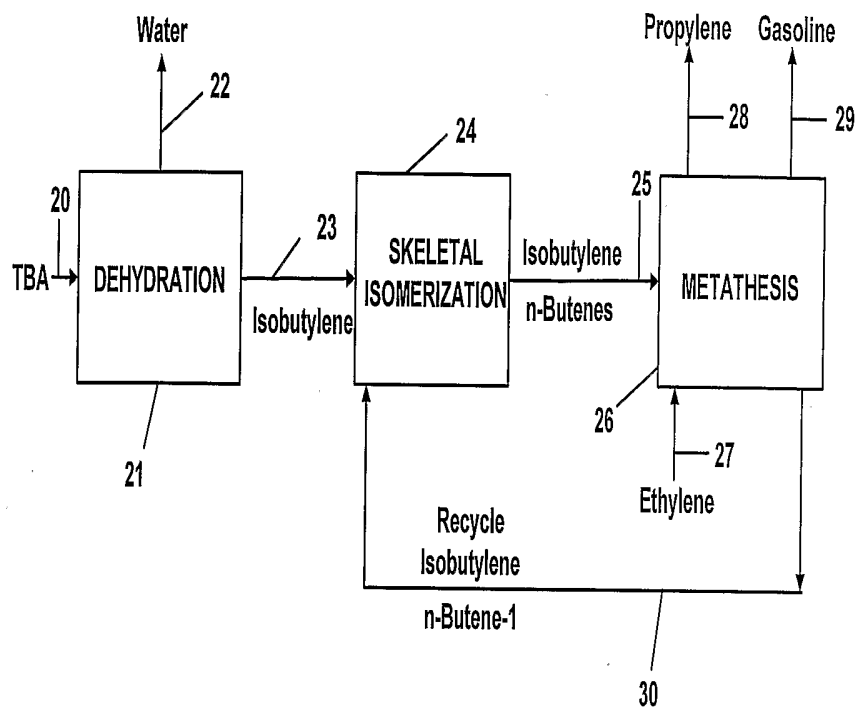 Water
Propylene
Gasoline
22
24
28
29
20
25
23
TBA
DEHYDRATION
SKELETAL
ISOMERIZATION
Isobutylene
Isobutylene
n-Butenes
METATHESIS
26
21
27
Ethylene
Recycle
Isobutylene
n-Butene-1
30